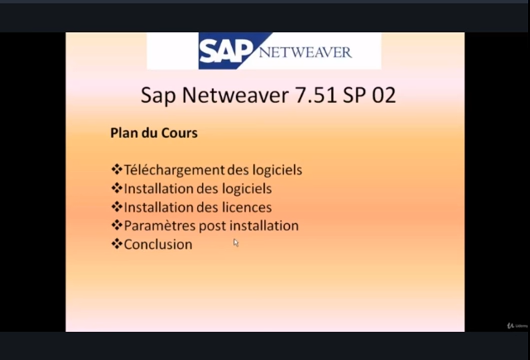 SAP NETWEAVER
Sap Netweaver 7.51 SP 02
Plan du Cours
❖Téléchargement des logiciels
❖Installation des logiciels
❖Installation des licences
❖Paramètres post installation
❖Conclusion